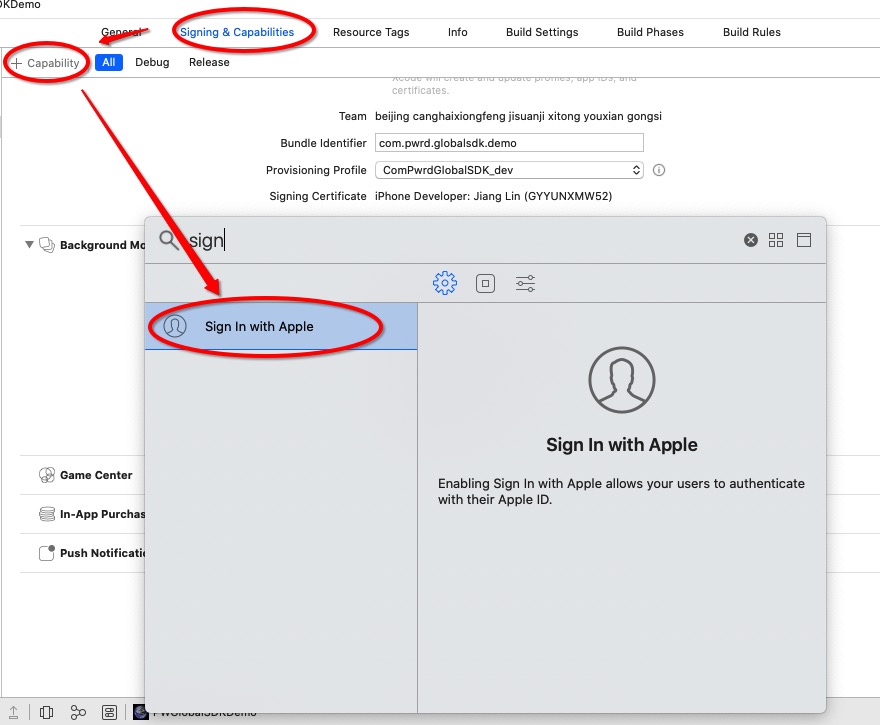 DKDemo
General Signing & Capabilities Resource Tags Info Build Settings Build Phases Build Rules
+ Capability All Debug Release
Xcode will create and update profiles, app IDs, and
certificates.
Team beijing canghaixiongfeng jisuanji xitong youxian gongsi
Bundle Identifier com.pwrd.globalsdk.demo
Provisioning Profile ComPwrdGlobalSDK_dev
Signing Certificate iPhone Developer: Jiang Lin (GYYUNXMW52)
Background Mo
sign
Sign In with Apple
Sign In with Apple
Enabling Sign In with Apple allows your users to authenticate
with their Apple ID.
Game Center
In-App Purchas
Push Notificatio
PWGlobalSDKDemo